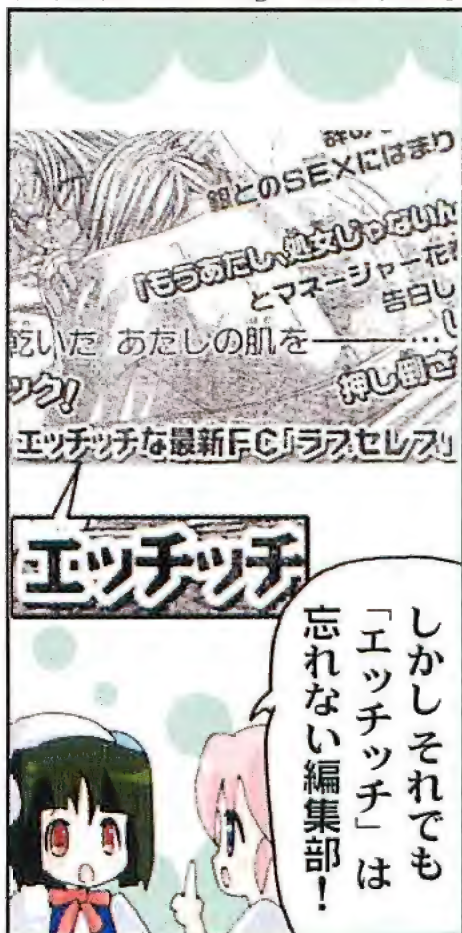 銀とのSEXにはまり
「もうあたし、処女じゃないん
とマネージャー花
告白し
乾いた あたしの肌を――…
ック!
押し倒さ
エッチッチな最新FC「ラブセレブ」
エッチッチ
しかし それでも
「エッチッチ」は
忘れない編集部!